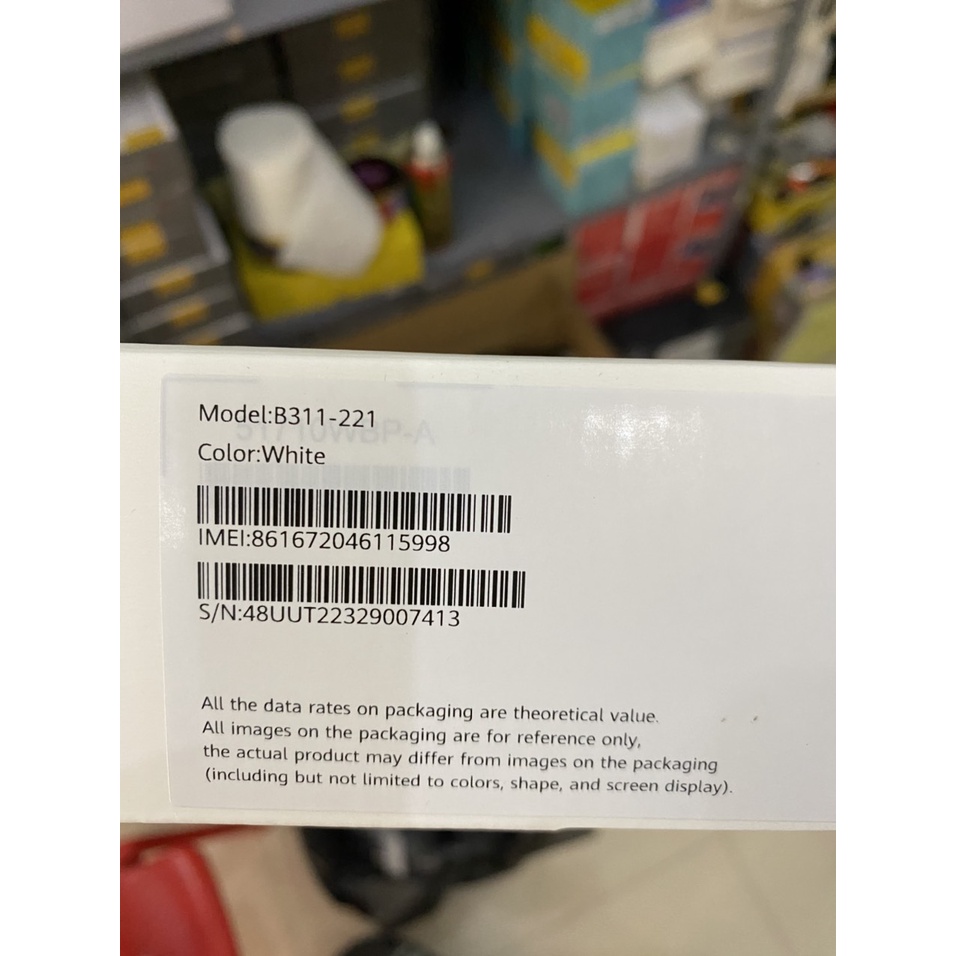 Model:B311-221
Color:White
IMEI:861672046115998
S/N:48UUT22329007413
All the data rates on packaging are theoretical value.
All images on the packaging are for reference only,
the actual product may differ from images on the packaging
(including but not limited to colors, shape, and screen display).